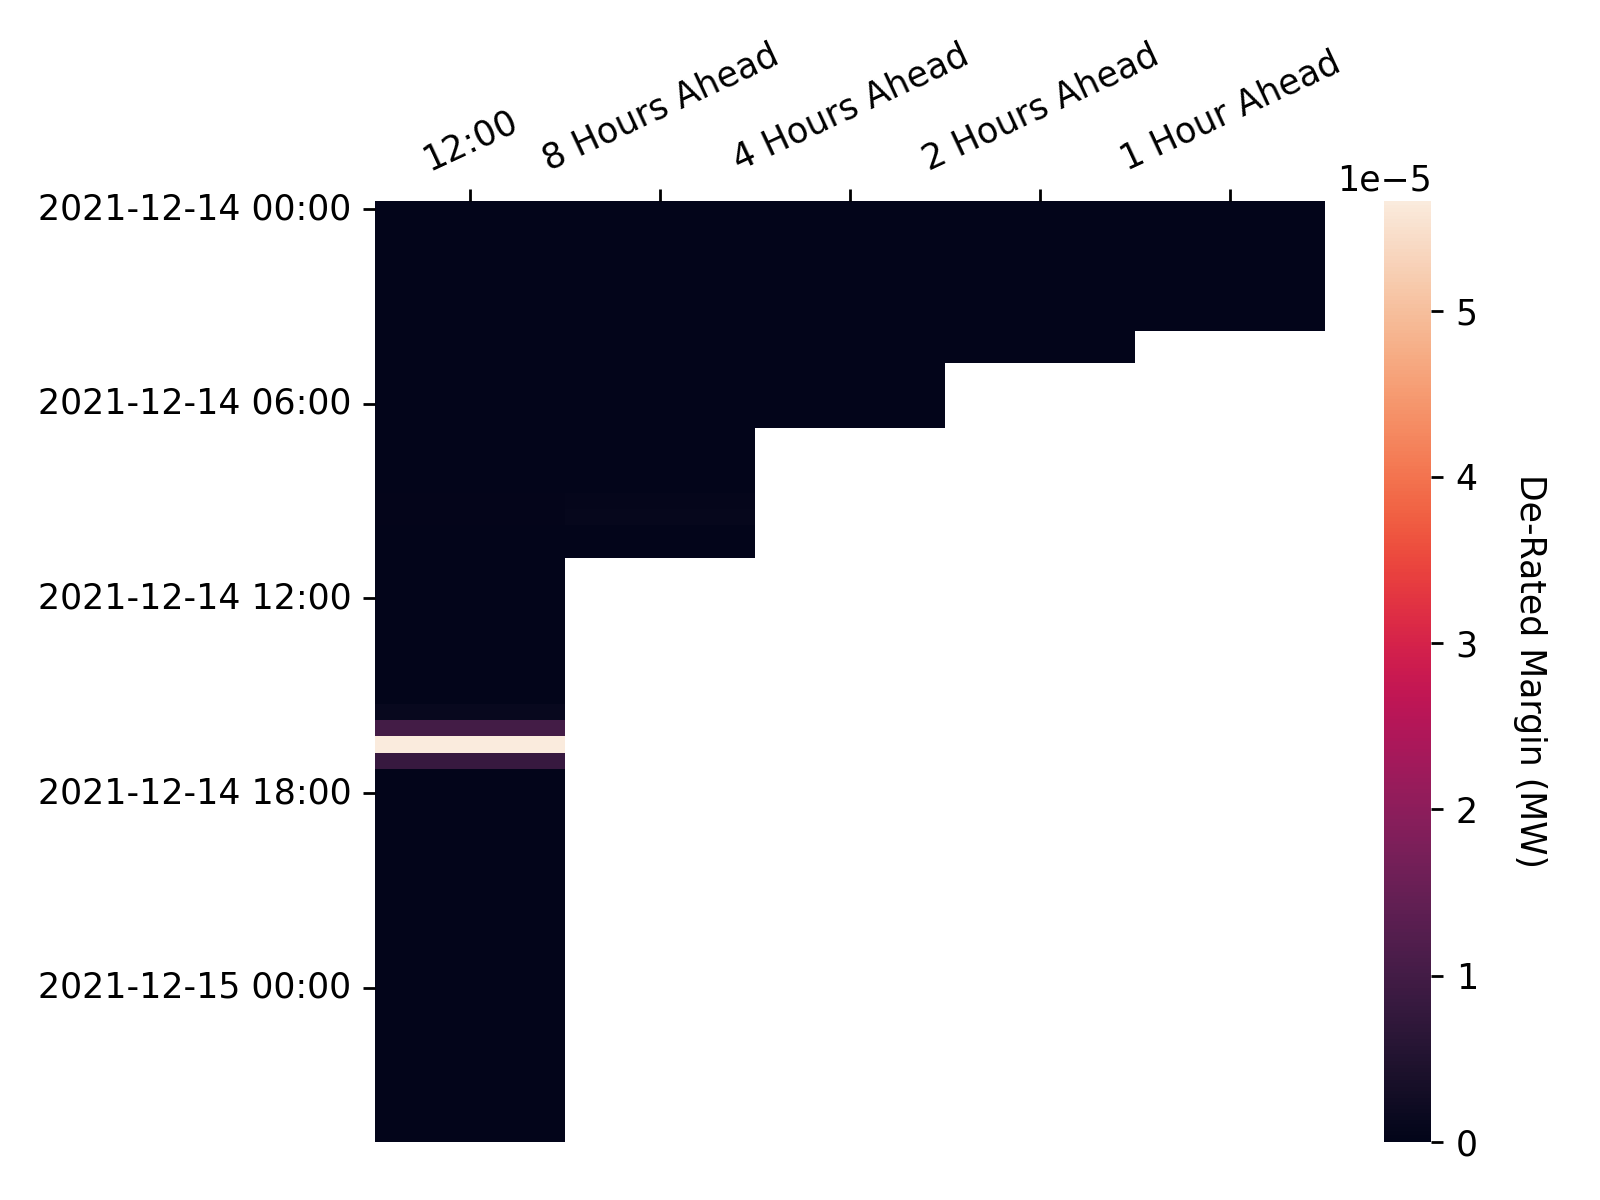 12:00
8 Hours Ahead
4 Hours Ahead
2 Hours Ahead
1 Hour Ahead
1e−5
2021-12-14 00:00
2021-12-14 06:00
2021-12-14 12:00
2021-12-14 18:00
2021-12-15 00:00
5
4
3
2
1
0
De-Rated Margin (MW)